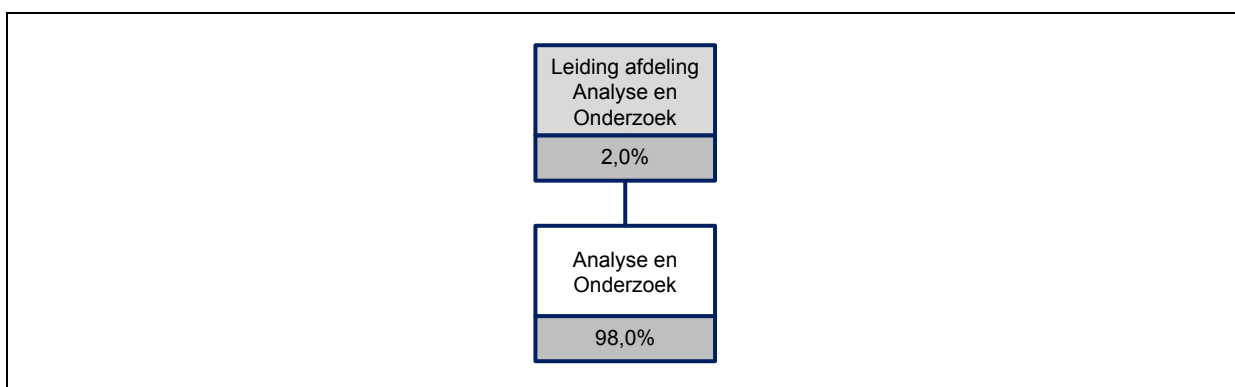 Leiding afdeling
Analyse en
Onderzoek
2,0%
Analyse en
Onderzoek
98,0%